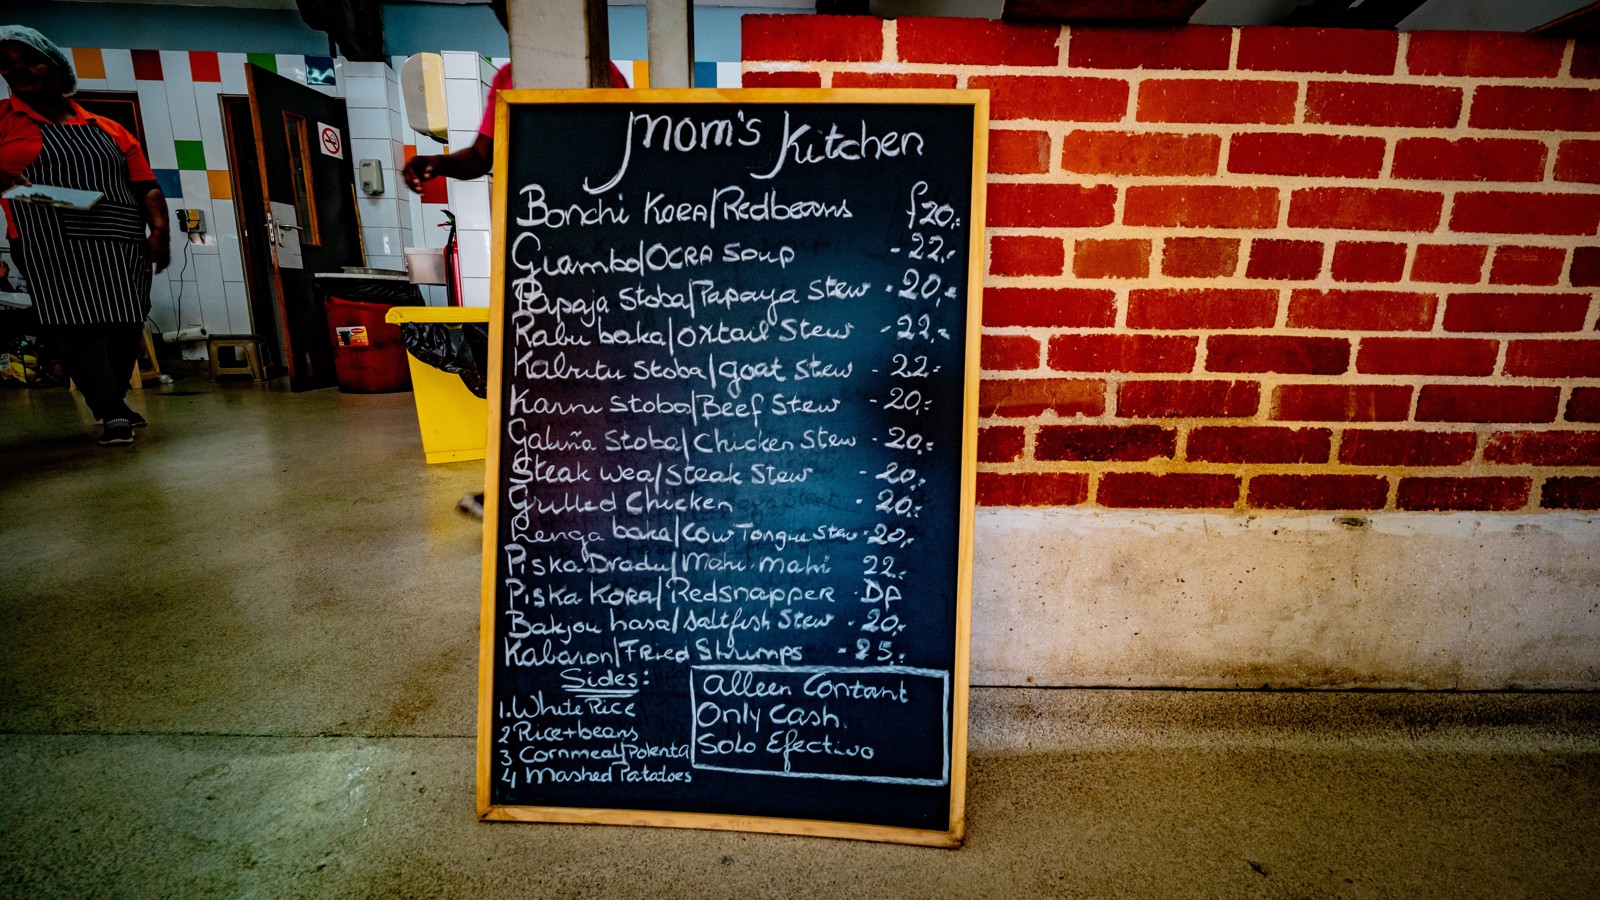 Mom's Kitchen
Bonchi Kora/Redbeans ƒ20,-
Giambo/Ocra Soup - 22,-
Papaja Stoba/Papaya Stew - 20,-
Rabu baka/Oxtail Stew - 22,-
Kabritu Stoba/goat Stew - 22-
Karni Stoba/Beef Stew - 20,-
Galiña Stoba/Chicken Stew - 20,-
Steak wea/Steak Stew - 20,-
Grilled Chicken - 20,-
Lenga baka/Cow Tongue Stew - 20,-
Piska Dradu/Mahi mahi 22,-
Piska Kora/Redsnapper - Dp
Bakjou hasa/Saltfish Stew - 20,-
Kabaron/Fried Shrimps - 25,-
Sides:
1. White Rice
2 Rice+beans
3 Cornmeal/Polenta
4 Mashed Patatoes
Alleen Contant
Only Cash.
Solo Efectivo